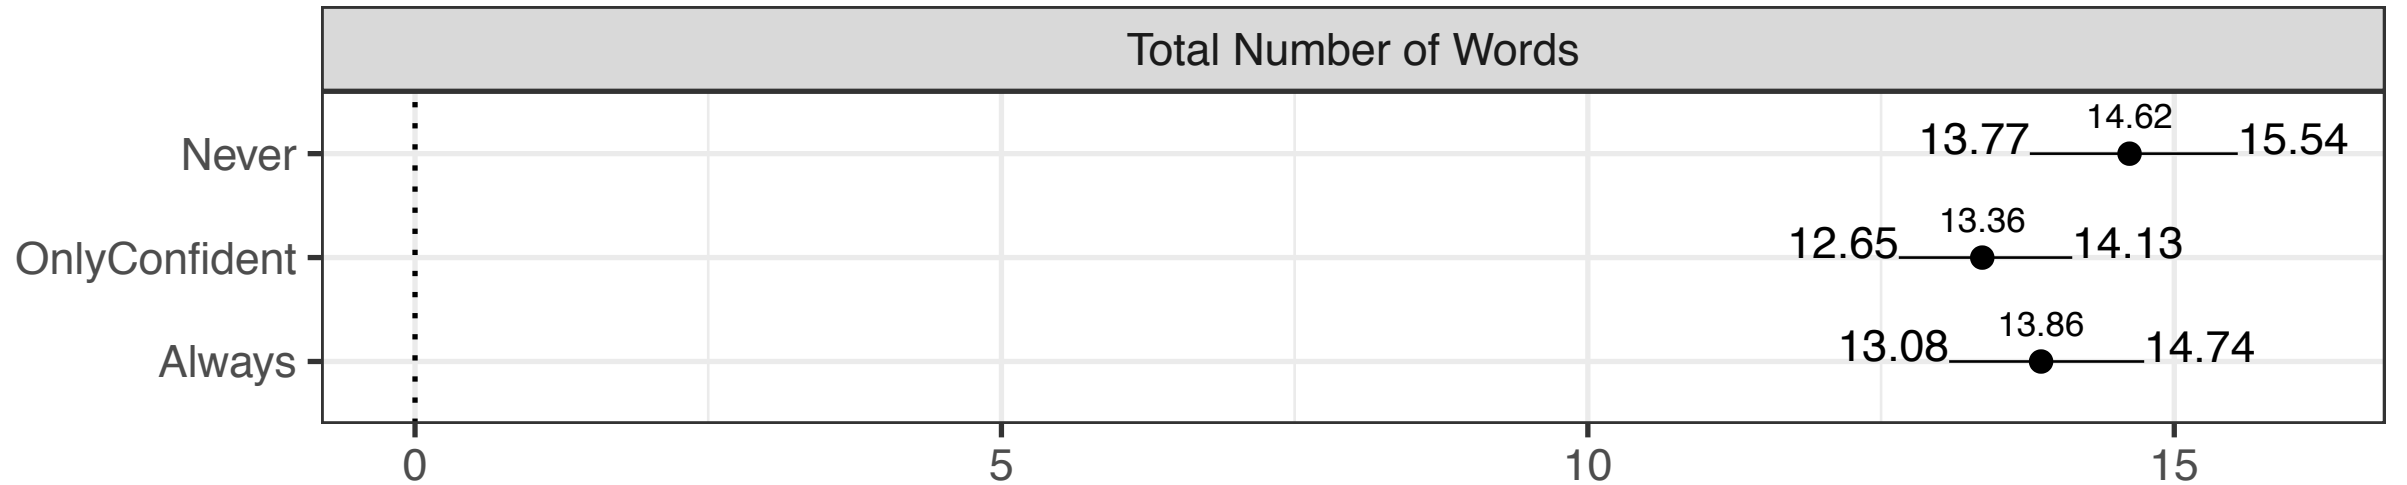 Total Number of Words
Never 13.77 14.62 15.54
OnlyConfident 12.65 13.36 14.13
Always 13.08 13.86 14.74
0 5 10 15